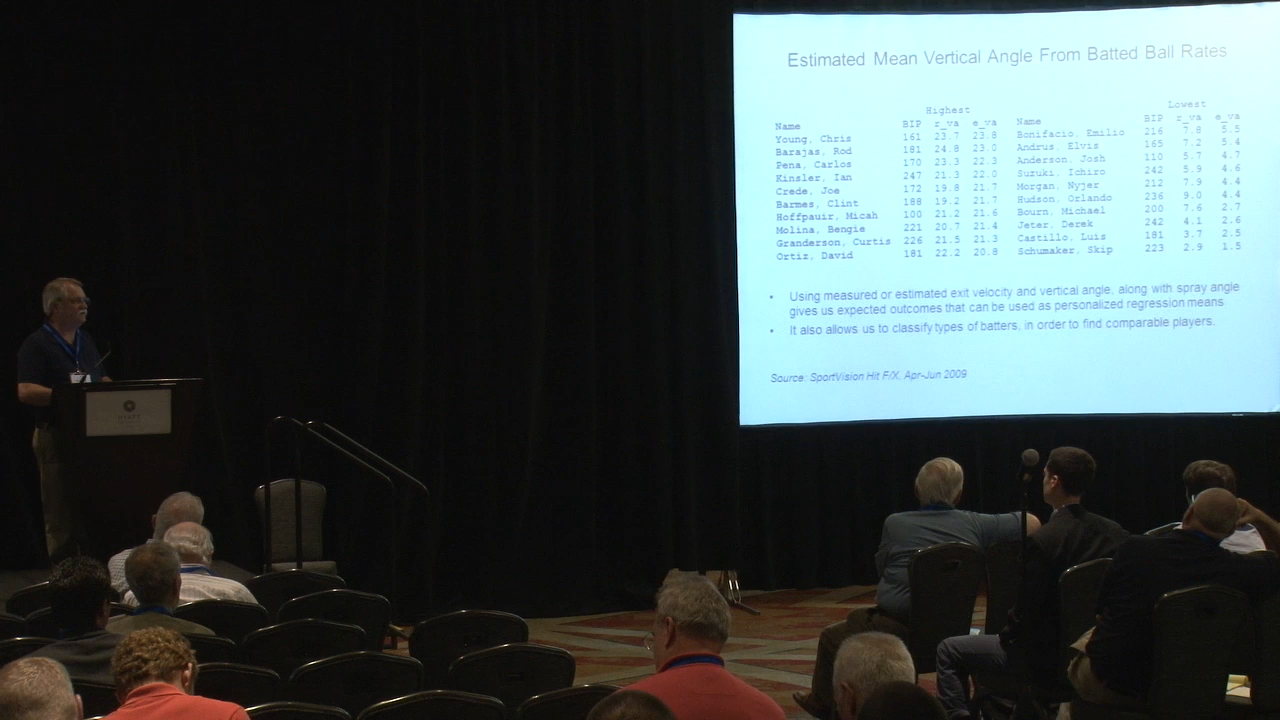 Estimated Mean Vertical Angle From Batted Ball Rates
Highest Lowest
Name BIP r_va e_va Name BIP r_va e_va
Young, Chris 161 23.7 23.8 Bonifacio, Emilio 216 7.8 5.5
Barajas, Rod 181 24.8 23.0 Andrus, Elvis 165 7.2 5.4
Pena, Carlos 170 23.3 22.3 Anderson, Josh 110 5.7 4.7
Kinsler, Ian 247 21.3 22.0 Suzuki, Ichiro 242 5.9 4.6
Crede, Joe 172 19.8 21.7 Morgan, Nyjer 212 7.9 4.4
Barmes, Clint 188 19.2 21.7 Hudson, Orlando 236 9.0 4.4
Hoffpauir, Micah 100 21.2 21.6 Bourn, Michael 200 7.6 2.7
Molina, Bengie 221 20.7 21.4 Jeter, Derek 242 4.1 2.6
Granderson, Curtis 226 21.5 21.3 Castillo, Luis 181 3.7 2.5
Ortiz, David 181 22.2 20.8 Schumaker, Skip 223 2.9 1.5
• Using measured or estimated exit velocity and vertical angle, along with spray angle
gives us expected outcomes that can be used as personalized regression means.
• It also allows us to classify types of batters, in order to find comparable players.
Source: SportVision Hit F/X, Apr-Jun 2009
HYATT